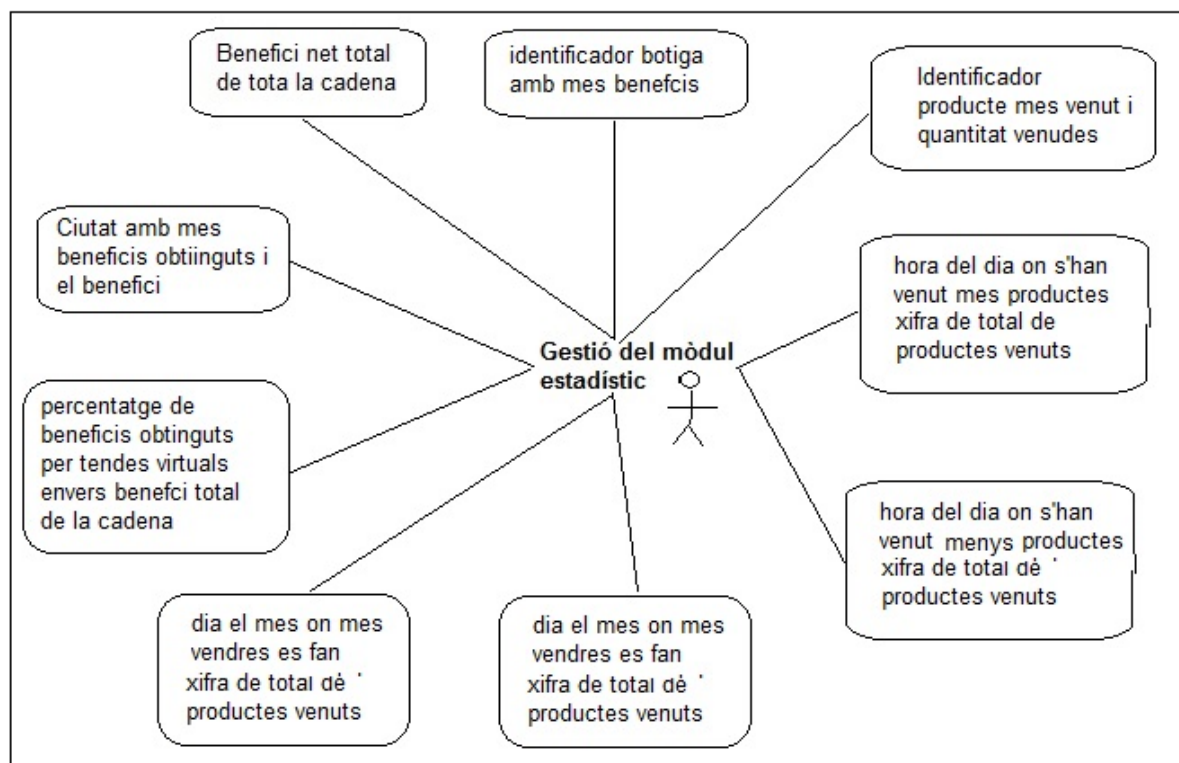 Benefici net total
de tota la cadena
identificador botiga
amb mes benefcis
Identificador
producte mes venut i
quantitat venudes
Ciutat amb mes
beneficis obtiinguts i
el benefici
hora del dia on s'han
venut mes productes
xifra de total de
productes venuts
Gestió del mòdul
estadístic
percentatge de
beneficis obtinguts
per tendes virtuals
envers benefci total
de la cadena
hora del dia on s'han
venut menys productes
xifra de total de
productes venuts
dia el mes on mes
vendres es fan
xifra de total de
productes venuts
dia el mes on mes
vendres es fan
xifra de total de
productes venuts